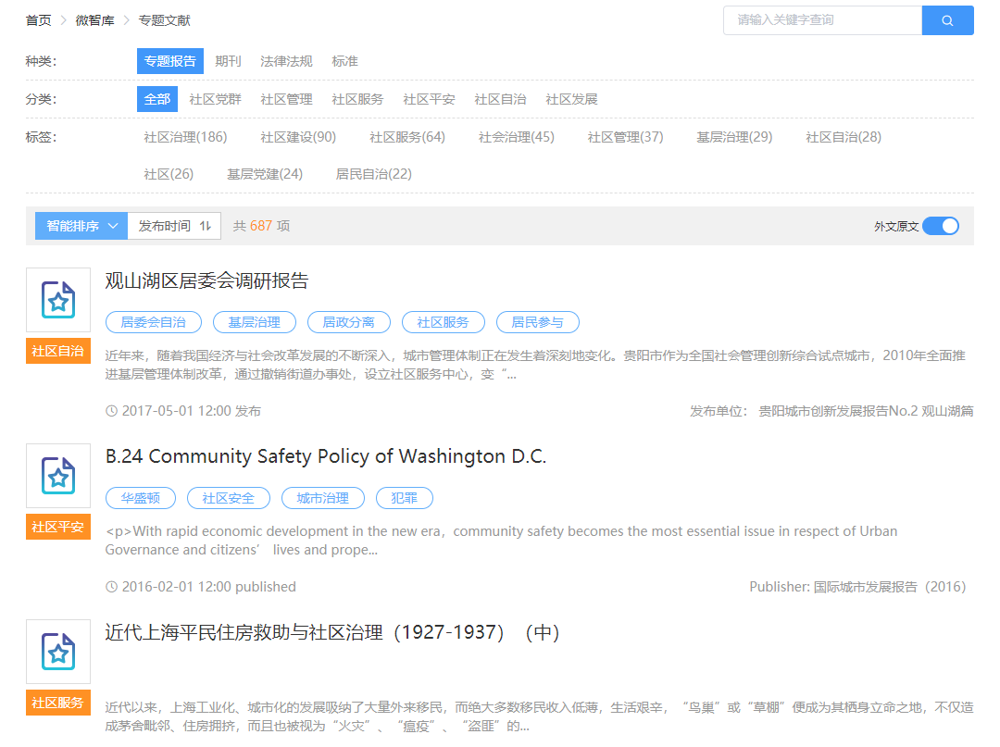 首页 > 微智库 > 专题文献
请输入关键字查询
种类: 专题报告 期刊 法律法规 标准
分类: 全部 社区党群 社区管理 社区服务 社区平安 社区自治 社区发展
标签: 社区治理(186) 社区建设(90) 社区服务(64) 社会治理(45) 社区管理(37) 基层治理(29) 社区自治(28)
社区(26) 基层党建(24) 居民自治(22)
智能排序 发布时间 共 687 项 外文原文
观山湖区居委会调研报告
居委会自治 基层治理 居政分离 社区服务 居民参与
社区自治
近年来，随着我国经济与社会改革发展的不断深入，城市管理体制正在发生着深刻地变化。贵阳市作为全国社会管理创新综合试点城市，2010年全面推
进基层管理体制改革，通过撤销街道办事处，设立社区服务中心，变“...
2017-05-01 12:00 发布 发布单位： 贵阳城市创新发展报告No.2 观山湖篇
B.24 Community Safety Policy of Washington D.C.
华盛顿 社区安全 城市治理 犯罪
社区平安
<p>With rapid economic development in the new era，community safety becomes the most essential issue in respect of Urban
Governance and citizens’ lives and prope...
2016-02-01 12:00 published Publisher: 国际城市发展报告（2016）
近代上海平民住房救助与社区治理（1927-1937）（中）
社区服务
近代以来，上海工业化、城市化的发展吸纳了大量外来移民，而绝大多数移民收入低薄，生活艰辛，“鸟巢”或“草棚”便成为其栖身立命之地，不仅造
成茅舍毗邻、住房拥挤，而且也被视为“火灾”、“瘟疫”、“盗匪”的...